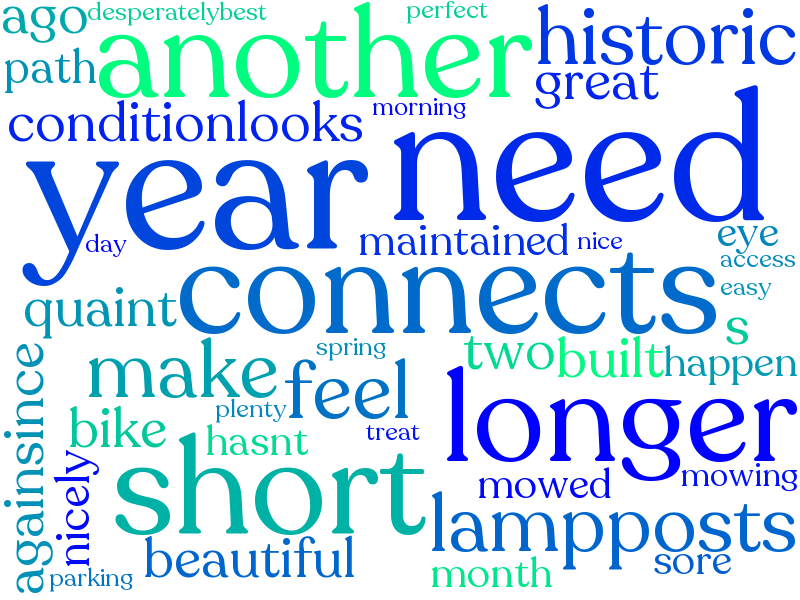 ago
desperatelybest
perfect
another
historic
path
great
conditionlooks
morning
year
need
day
maintained
nice
eye
access
connects
easy
quaint
s
againsince
make
spring
feel
two
built
happen
plenty
bike
hasnt
treat
longer
nicely
short
mowed
mowing
lampposts
beautiful
sore
parking
month